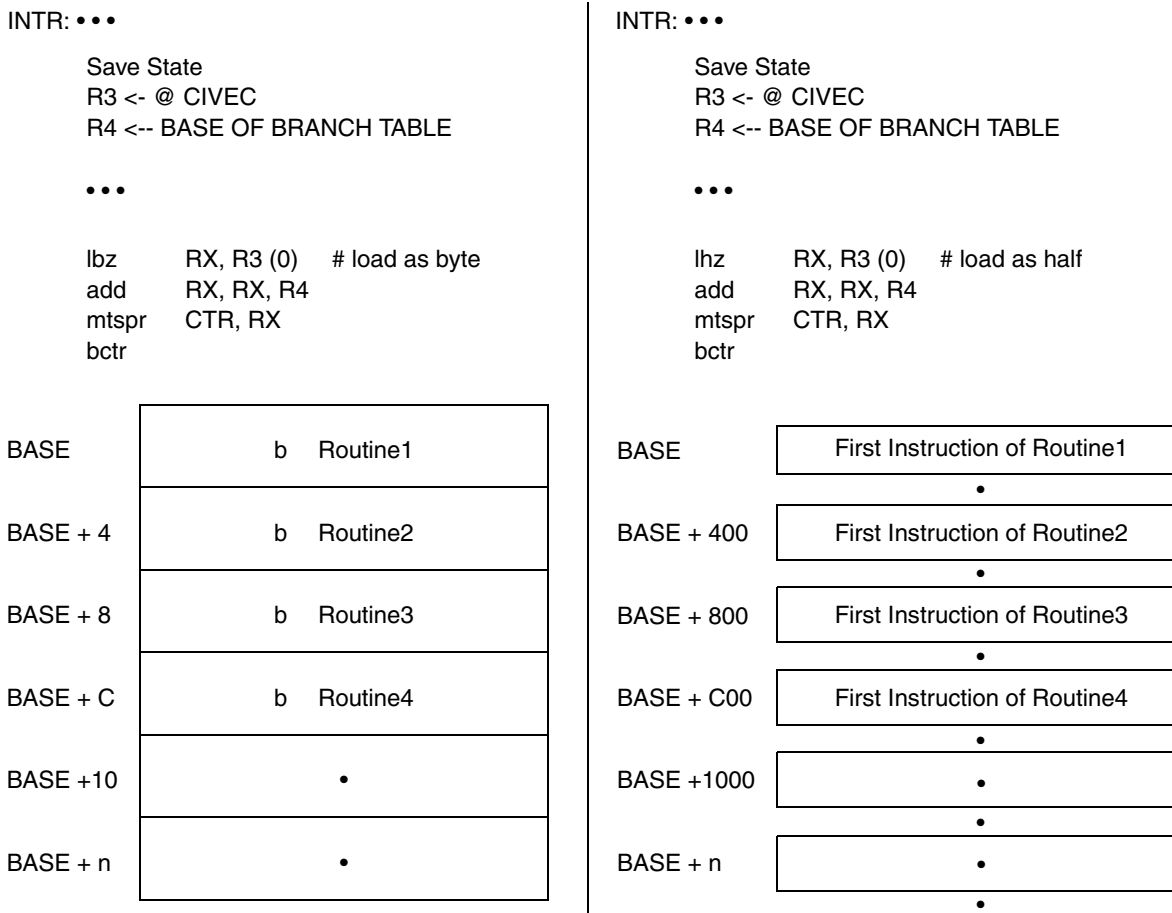 INTR: • • •
Save State
R3 <- @ CIVEC
R4 <-- BASE OF BRANCH TABLE
• • •
lbz RX, R3 (0) # load as byte
add RX, RX, R4
mtspr CTR, RX
bctr
BASE b Routine1
BASE + 4 b Routine2
BASE + 8 b Routine3
BASE + C b Routine4
BASE +10 •
BASE + n •
INTR: • • •
Save State
R3 <- @ CIVEC
R4 <-- BASE OF BRANCH TABLE
• • •
lhz RX, R3 (0) # load as half
add RX, RX, R4
mtspr CTR, RX
bctr
BASE First Instruction of Routine1
•
BASE + 400 First Instruction of Routine2
•
BASE + 800 First Instruction of Routine3
•
BASE + C00 First Instruction of Routine4
•
BASE +1000 •
•
BASE + n •
•